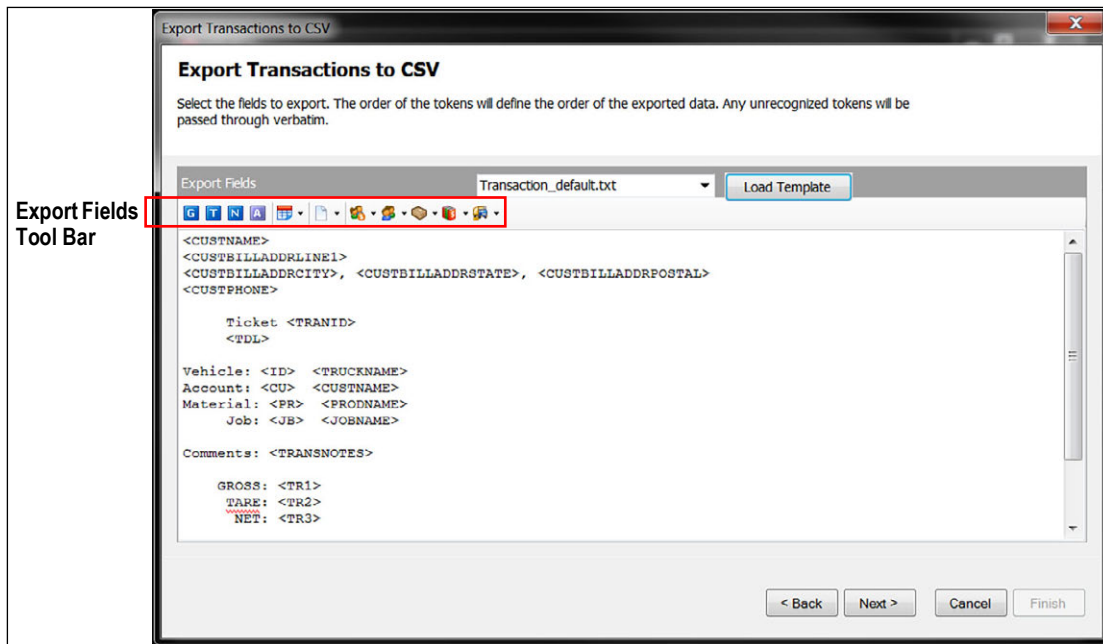 Export Transactions to CSV
X
Export Transactions to CSV
Select the fields to export. The order of the tokens will define the order of the exported data. Any unrecognized tokens will be
passed through verbatim.
Export Fields Transaction_default.txt Load Template
Export Fields
Tool Bar
G T N A
<CUSTNAME>
<CUSTBILLADDRLINE1>
<CUSTBILLADDRCITY>, <CUSTBILLADDRSTATE>, <CUSTBILLADDRPOSTAL>
<CUSTPHONE>
Ticket <TRANID>
<TDL>
Vehicle: <ID> <TRUCKNAME>
Account: <CU> <CUSTNAME>
Material: <PR> <PRODNAME>
Job: <JB> <JOBNAME>
Comments: <TRANSNOTES>
GROSS: <TR1>
TARE: <TR2>
NET: <TR3>
< Back Next > Cancel Finish